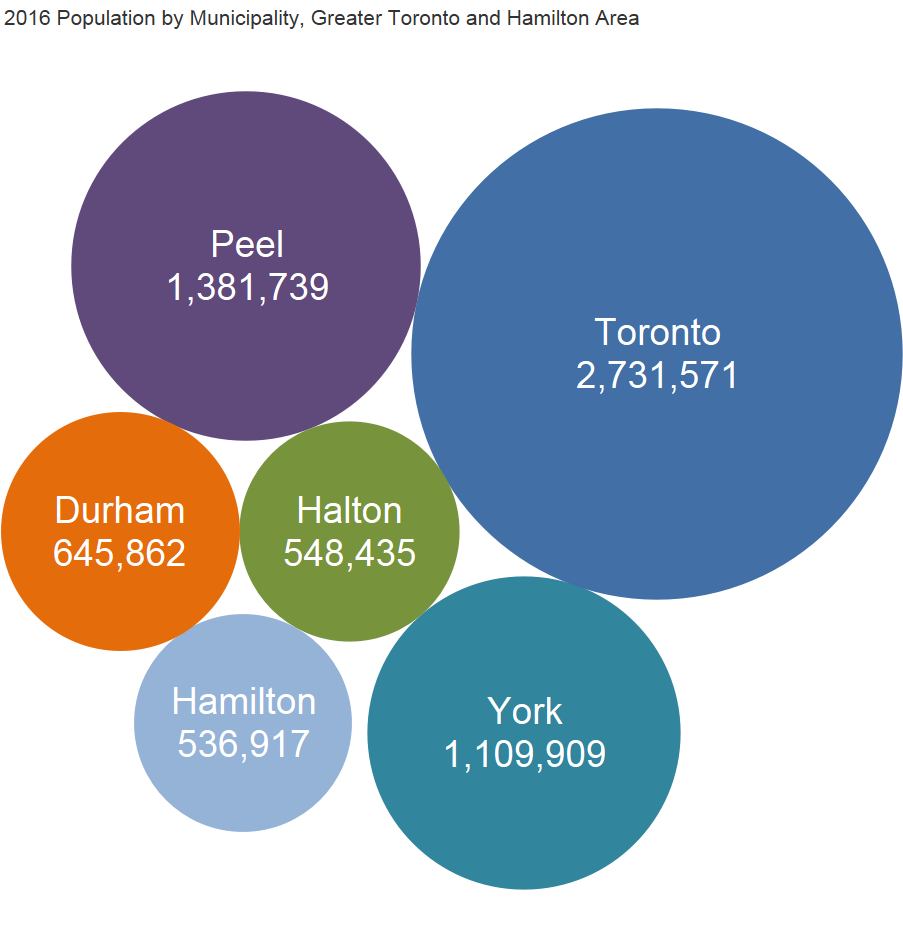 2016 Population by Municipality, Greater Toronto and Hamilton Area
Peel
1,381,739
Toronto
2,731,571
Durham
645,862
Halton
548,435
Hamilton
536,917
York
1,109,909